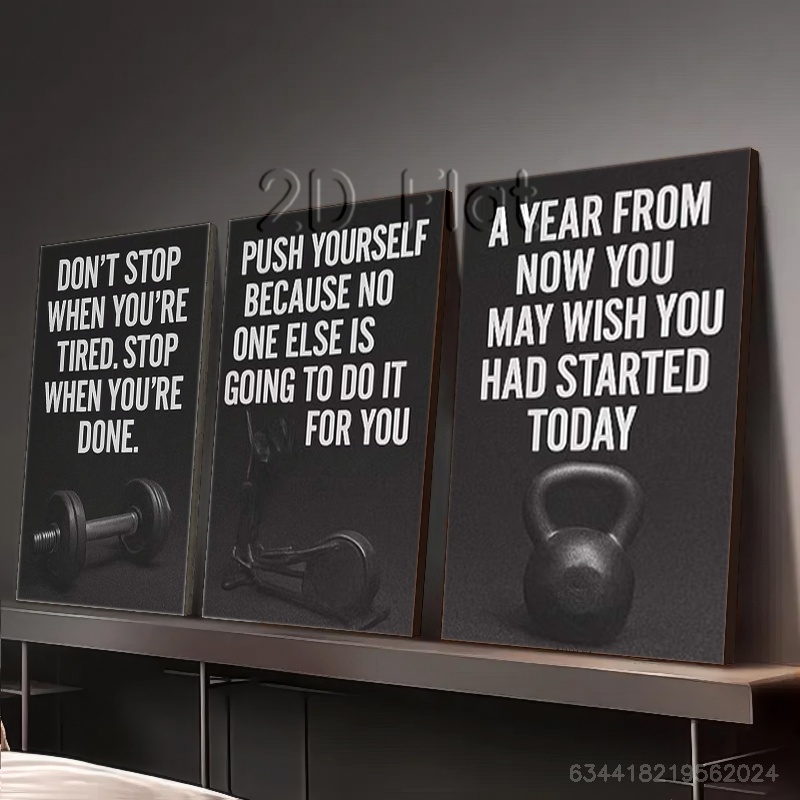 2D Flat
DON'T STOP
WHEN YOU'RE
TIRED. STOP
WHEN YOU'RE
DONE.
PUSH YOURSELF
BECAUSE NO
ONE ELSE IS
GOING TO DO IT
FOR YOU
A YEAR FROM
NOW YOU
MAY WISH YOU
HAD STARTED
TODAY
634418219562024